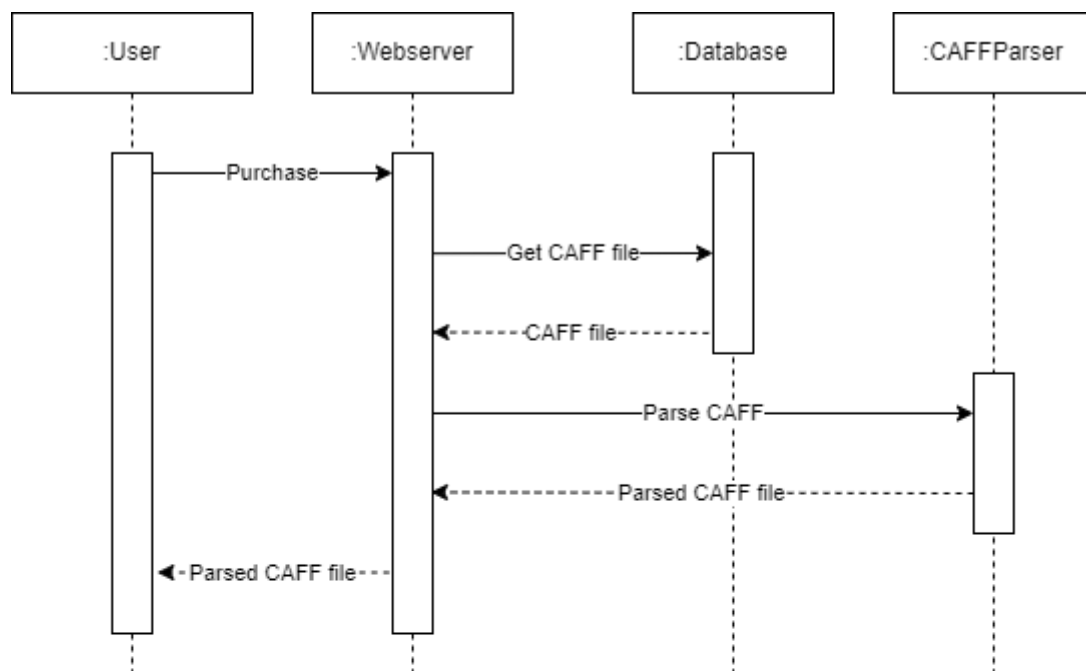 :User
:Webserver
:Database
:CAFFParser
Purchase
Get CAFF file
CAFF file
Parse CAFF
Parsed CAFF file
Parsed CAFF file